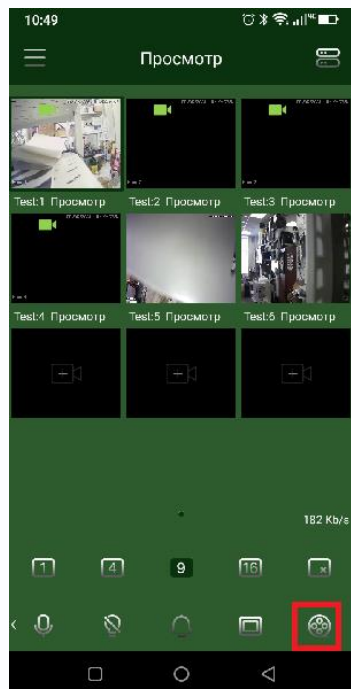 10:49
Просмотр
Test:1 Просмотр
Test:2 Просмотр
Test:3 Просмотр
Test:4 Просмотр
Test:5 Просмотр
Test:6 Просмотр
182 Kb/s
1
4
9
16